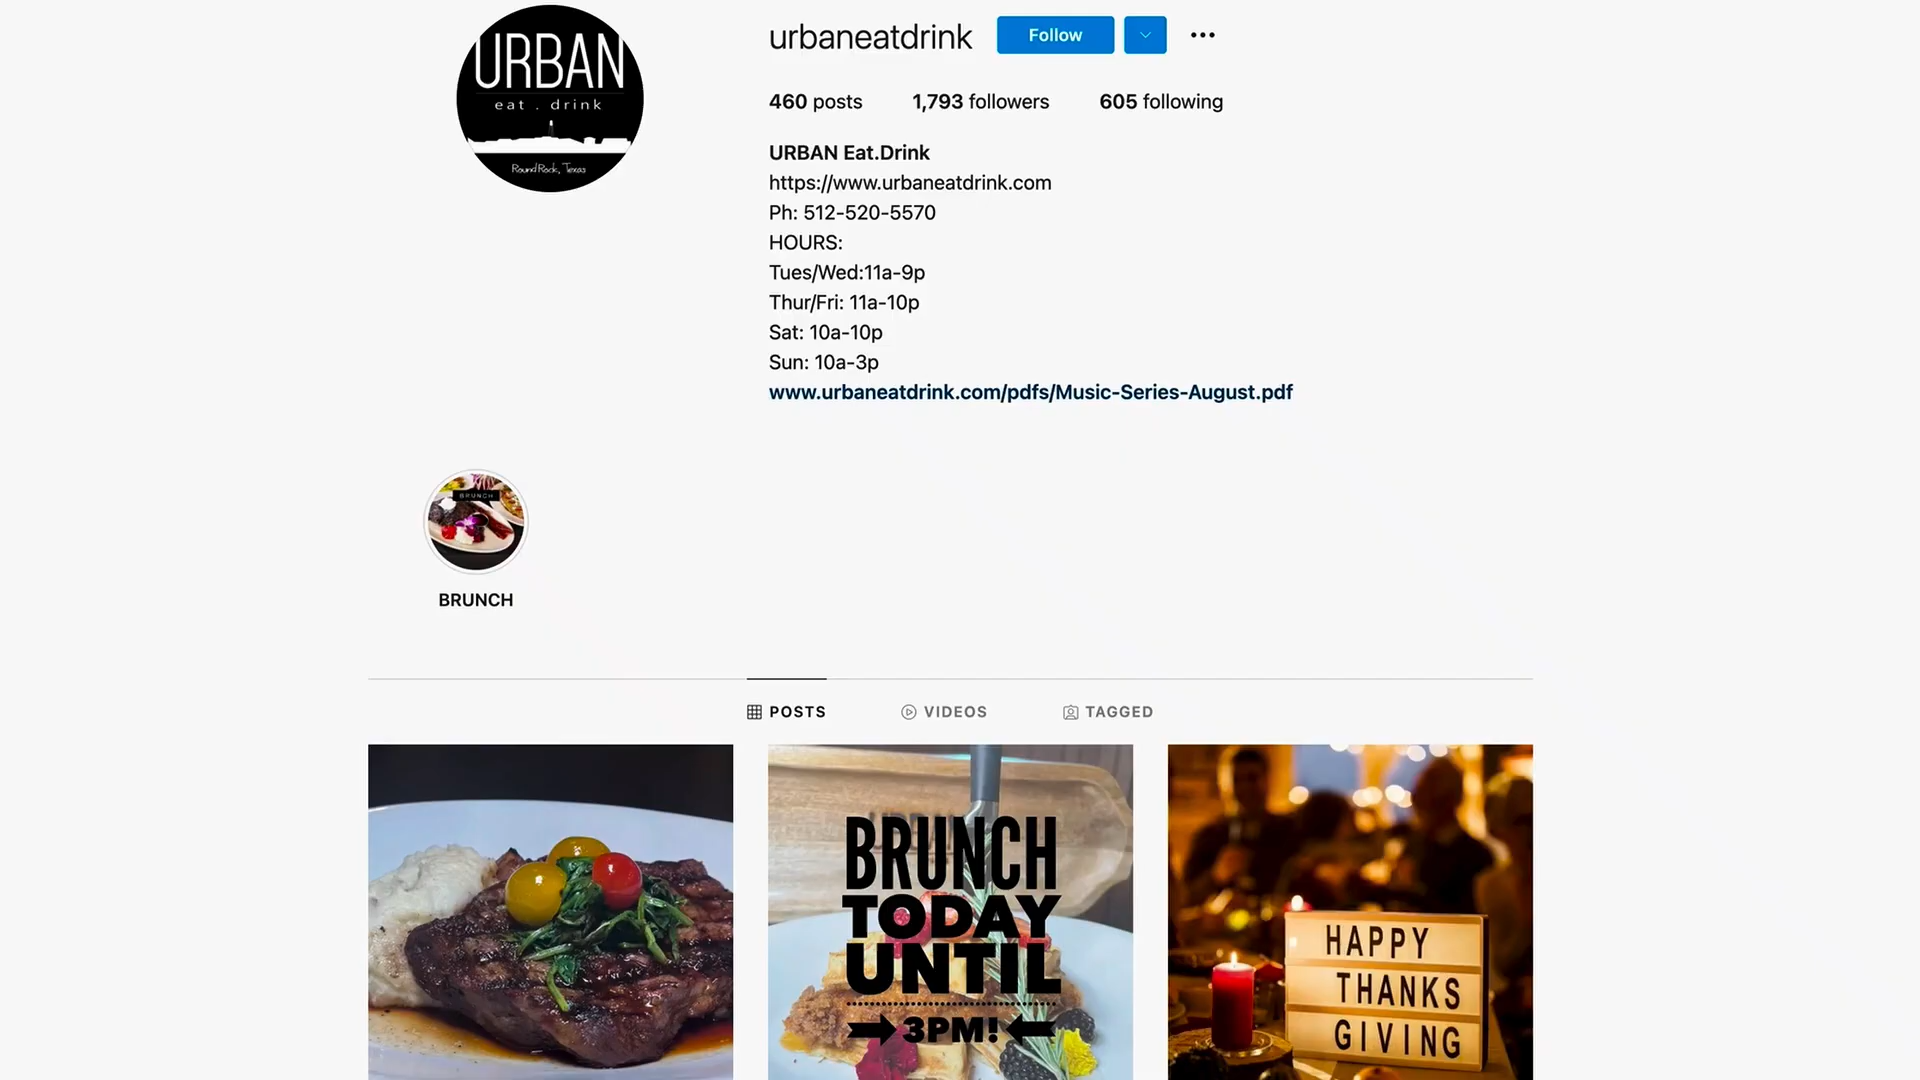 URBAN
eat . drink
Round Rock, Texas
urbaneatdrink
Follow
460 posts
1,793 followers
605 following
URBAN Eat.Drink
https://www.urbaneatdrink.com
Ph: 512-520-5570
HOURS:
Tues/Wed:11a-9p
Thur/Fri: 11a-10p
Sat: 10a-10p
Sun: 10a-3p
www.urbaneatdrink.com/pdfs/Music-Series-August.pdf
BRUNCH
BRUNCH
POSTS
VIDEOS
TAGGED
BRUNCH
TODAY
UNTIL
3PM!
HAPPY
THANKS
GIVING